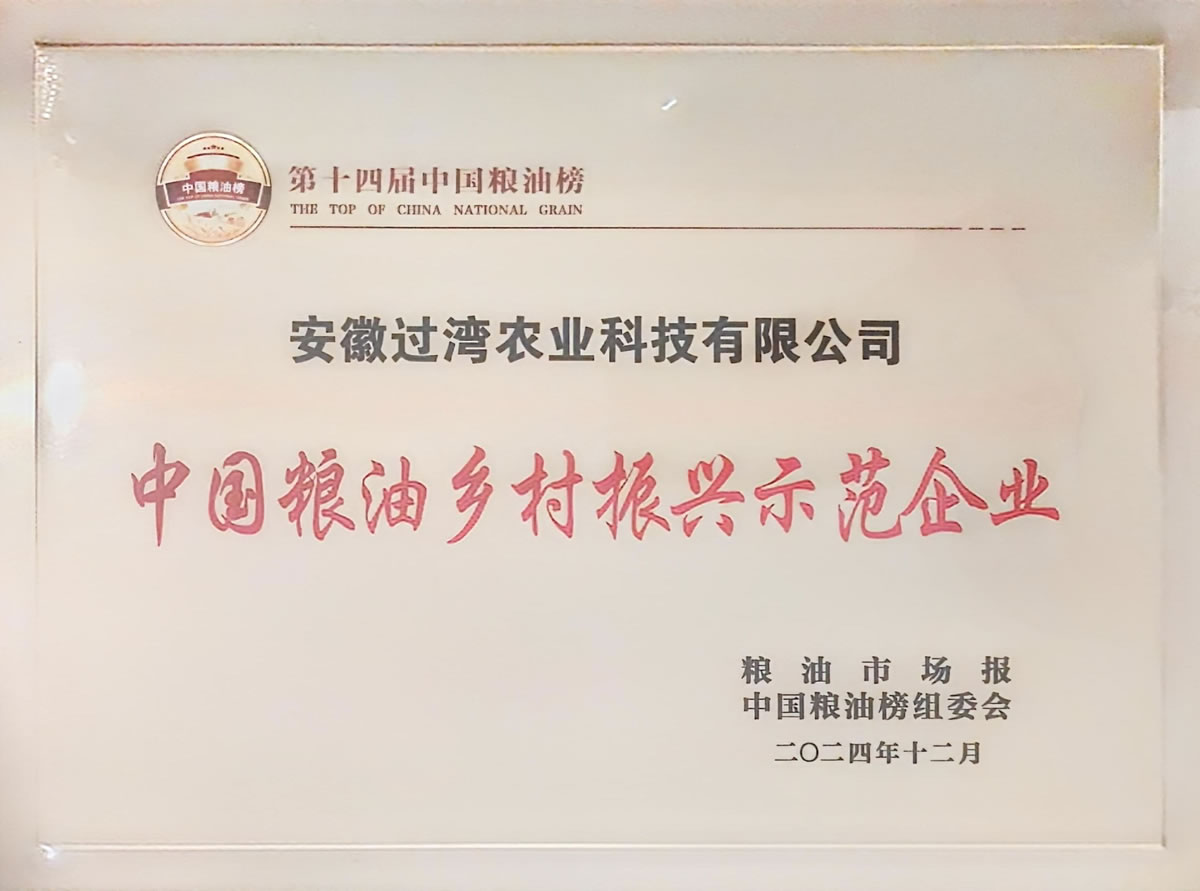 中国粮油榜
第十四届中国粮油榜
THE TOP OF CHINA NATIONAL GRAIN
安徽过湾农业科技有限公司
中国粮油乡村振兴示范企业
粮油市场报
中国粮油榜组委会
二〇二四年十二月